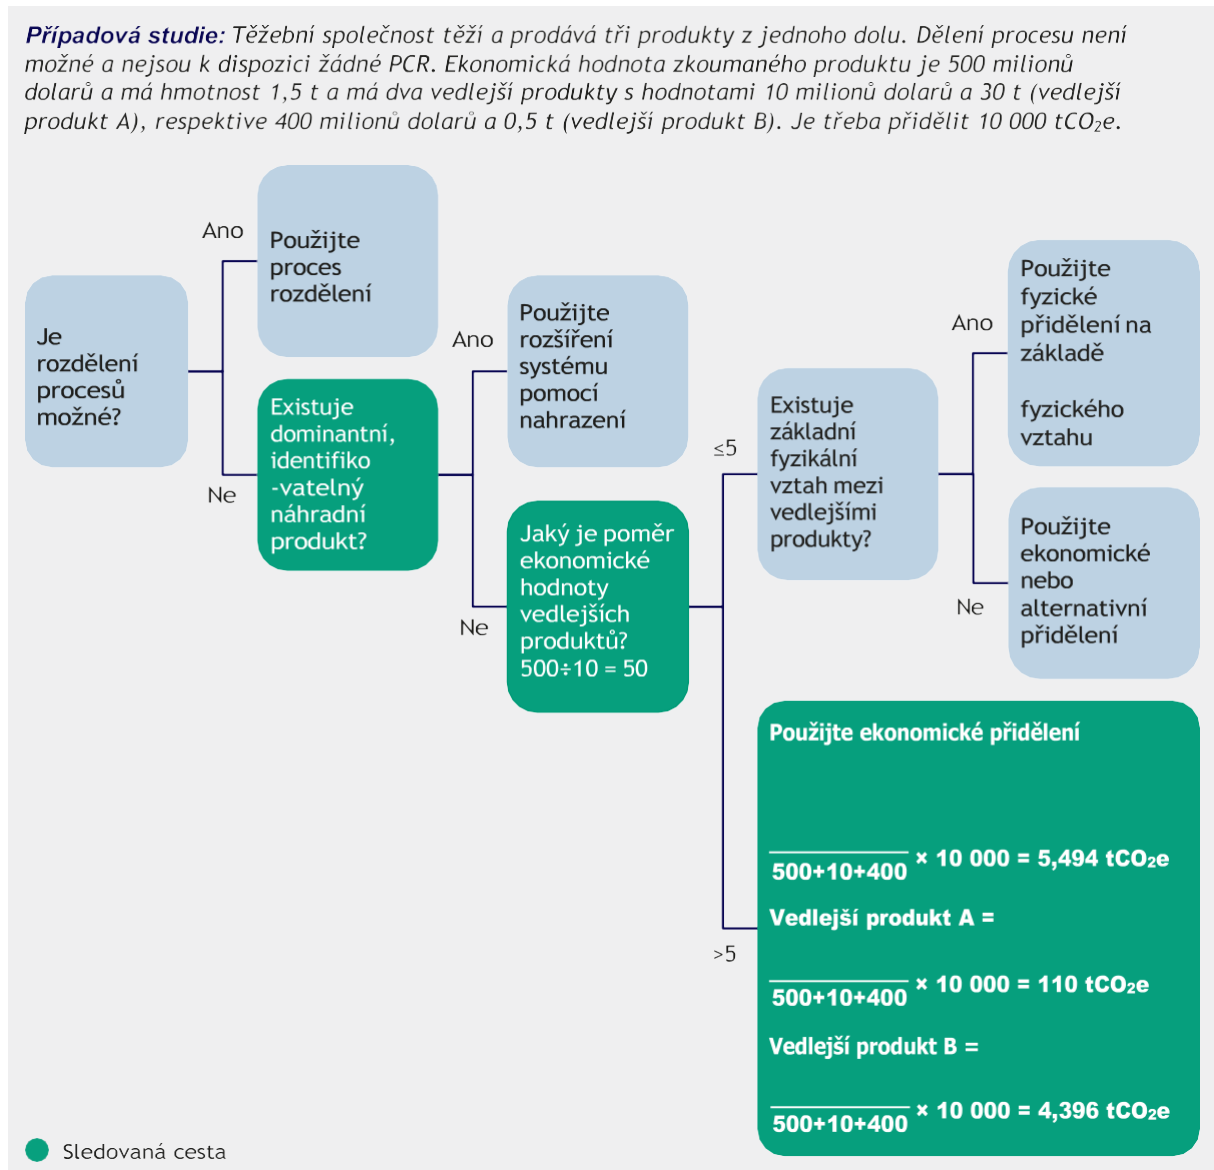 Případová studie: Těžební společnost těží a prodává tři produkty z jednoho dolu. Dělení procesu není
možné a nejsou k dispozici žádné PCR. Ekonomická hodnota zkoumaného produktu je 500 milionů
dolarů a má hmotnost 1,5 t a má dva vedlejší produkty s hodnotami 10 milionů dolarů a 30 t (vedlejší
produkt A), respektive 400 milionů dolarů a 0,5 t (vedlejší produkt B). Je třeba přidělit 10 000 tCO₂e.
Je
rozdělení
procesů
možné?
Ano
Použijte
proces
rozdělení
Ne
Existuje
dominantní,
identifiko
-vatelný
náhradní
produkt?
Ano
Použijte
rozšíření
systému
pomocí
nahrazení
Ne
Jaký je poměr
ekonomické
hodnoty
vedlejších
produktů?
500÷10 = 50
≤5
Existuje
základní
fyzikální
vztah mezi
vedlejšími
produkty?
Ano
Použijte
fyzické
přidělení na
základě
fyzického
vztahu
Ne
Použijte
ekonomické
nebo
alternativní
přidělení
>5
Použijte ekonomické přidělení
500+10+400 × 10 000 = 5,494 tCO₂e
Vedlejší produkt A =
500+10+400 × 10 000 = 110 tCO₂e
Vedlejší produkt B =
500+10+400 × 10 000 = 4,396 tCO₂e
Sledovaná cesta